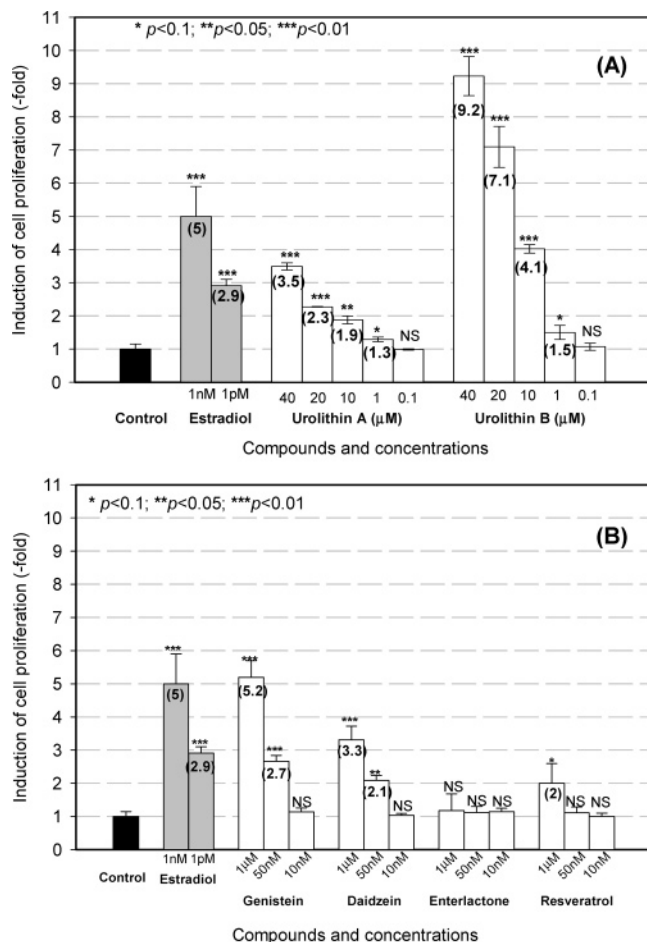 * p<0.1; **p<0.05; ***p<0.01
(A)
Induction of cell proliferation (-fold)
11
10
9
8
7
6
5
4
3
2
1
0
***
(5)
***
(2.9)
***
(3.5)
***
(2.3)
**
(1.9)
*
(1.3)
NS
***
(9.2)
***
(7.1)
***
(4.1)
*
(1.5)
NS
1nM 1pM 40 20 10 1 0.1 40 20 10 1 0.1
Control Estradiol Urolithin A (μM) Urolithin B (μM)
Compounds and concentrations
* p<0.1; **p<0.05; ***p<0.01
(B)
Induction of cell proliferation (-fold)
11
10
9
8
7
6
5
4
3
2
1
0
***
(5)
***
(2.9)
***
(5.2)
***
(2.7)
NS
***
(3.3)
**
(2.1)
NS
NS
NS
NS
*
(2)
NS
NS
1nM 1pM 1μM 50nM 10nM 1μM 50nM 10nM 1μM 50nM 10nM 1μM 50nM 10nM
Control Estradiol Genistein Daidzein Enterlactone Resveratrol
Compounds and concentrations